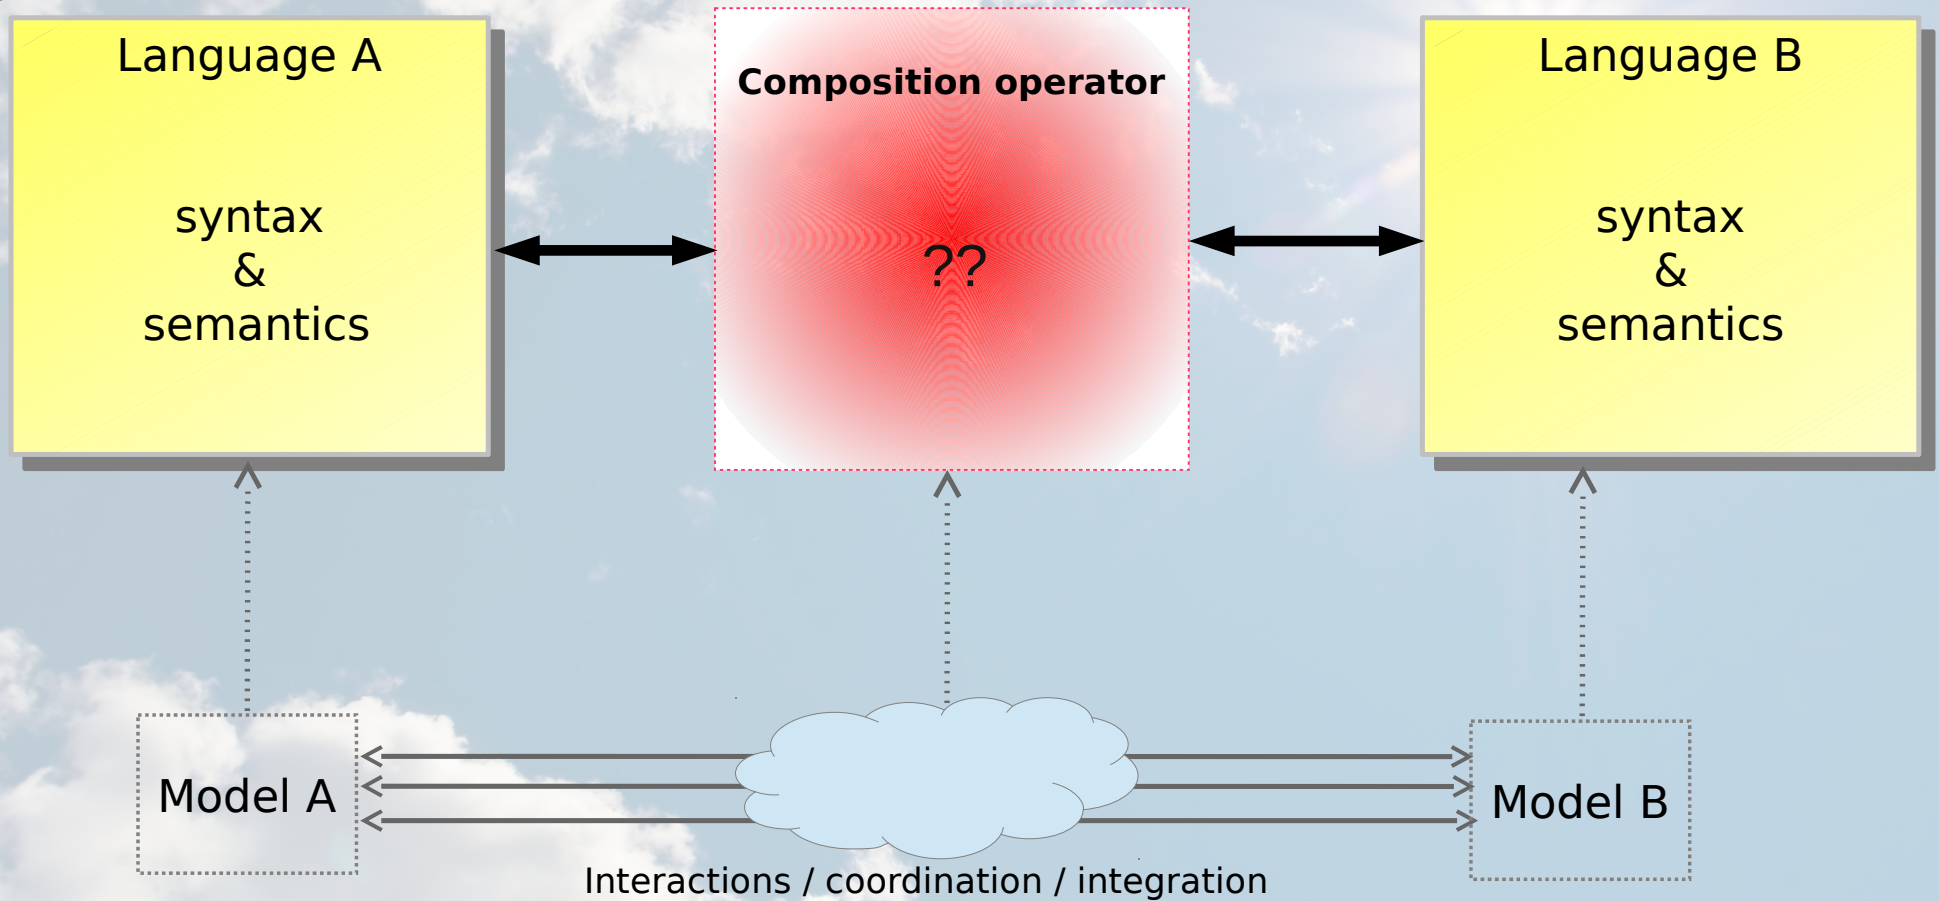 Language A
syntax
&
semantics
Composition operator
??
Language B
syntax
&
semantics
Model A
Model B
Interactions / coordination / integration